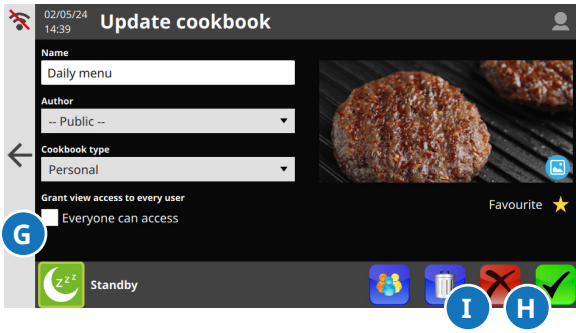 02/05/24
14:39
Update cookbook
Name
Daily menu
Author
-- Public --
Cookbook type
Personal
Grant view access to every user
Everyone can access
Favourite
G
zzz
Standby
I
H